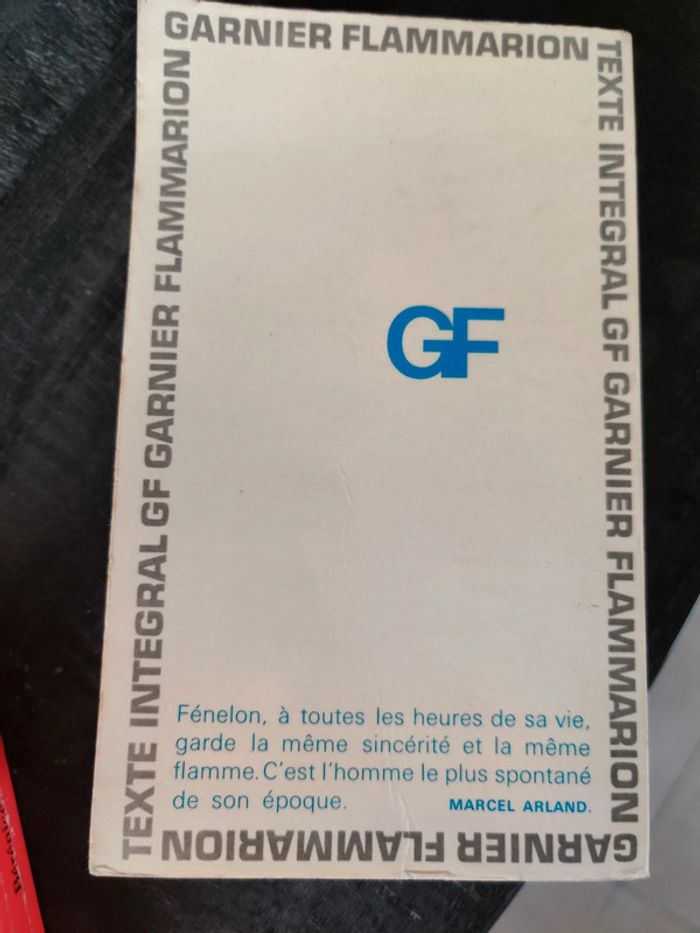 GARNIER FLAMMARION
TEXTE INTEGRAL GF GARNIER FLAMMARION
TEXTE INTEGRAL GF GARNIER FLAMMARION
GF
Fénelon, à toutes les heures de sa vie,
garde la même sincérité et la même
flamme. C'est l'homme le plus spontané
de son époque. MARCEL ARLAND.
GARNIER FLAMMARION